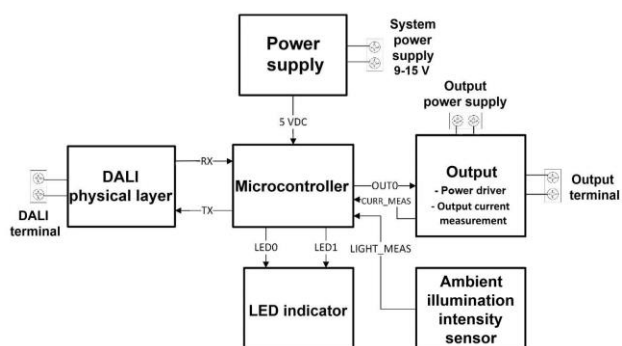 Power
supply
System
power
supply
9-15 V
Output
power supply
5 VDC
DALI
physical layer
RX
TX
DALI
terminal
Microcontroller
OUT0
CURR_MEAS
Output
- Power driver
- Output current
measurement
Output
terminal
LED0
LED1
LIGHT_MEAS
LED indicator
Ambient
illumination
intensity
sensor